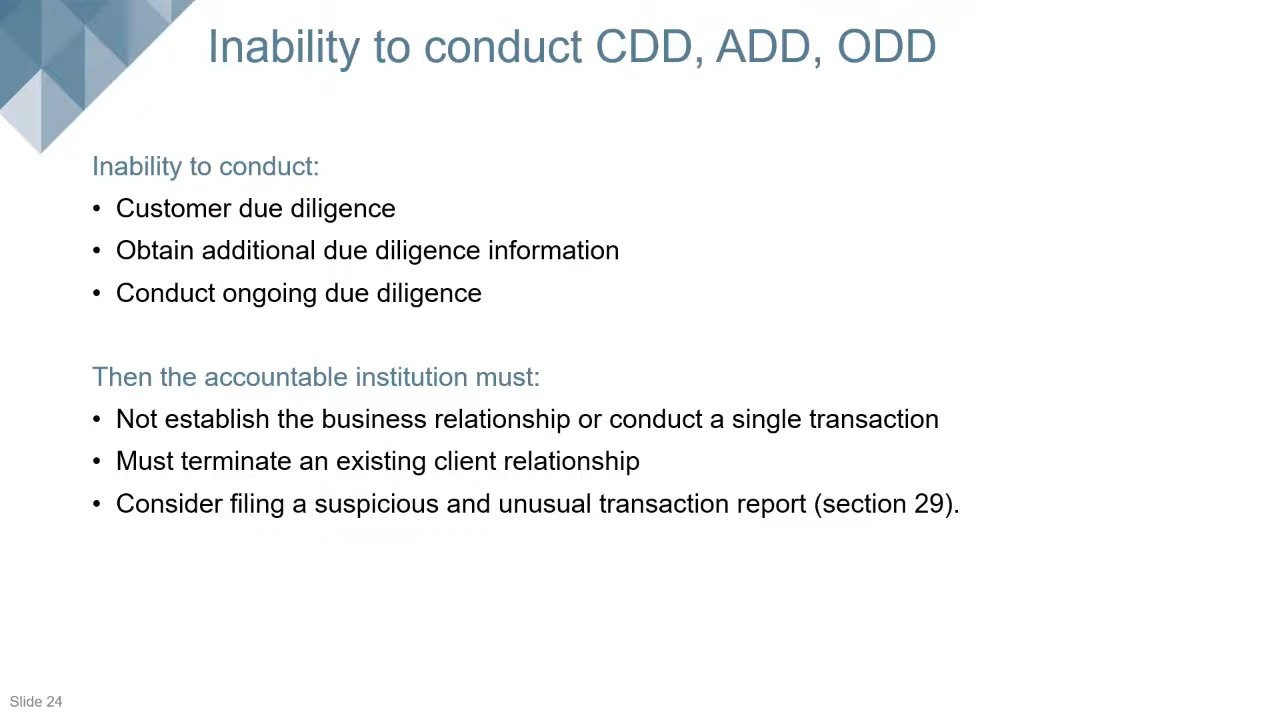 Inability to conduct CDD, ADD, ODD
Inability to conduct:
• Customer due diligence
• Obtain additional due diligence information
• Conduct ongoing due diligence
Then the accountable institution must:
• Not establish the business relationship or conduct a single transaction
• Must terminate an existing client relationship
• Consider filing a suspicious and unusual transaction report (section 29).
Slide 24